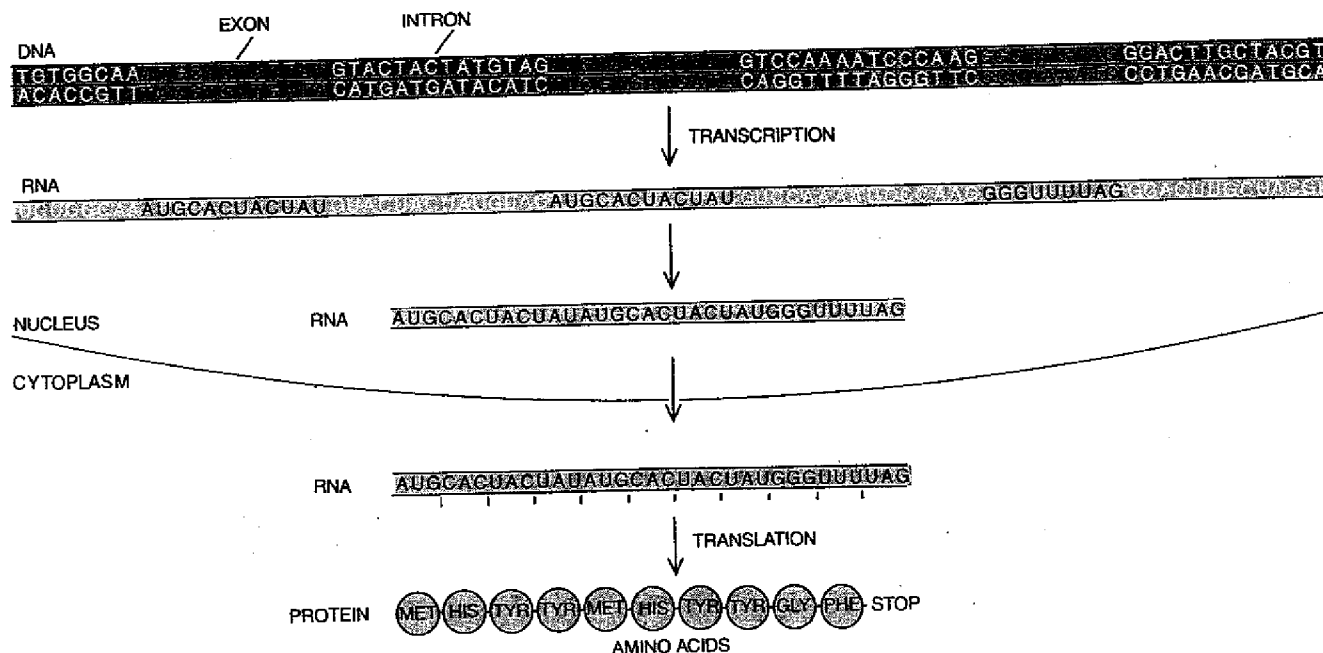 EXON
INTRON
DNA
TGTGGCAA GTACTACTATGTAG GTCCAAAATCCCAAG GGACTTGCTACGT
ACACCGTT CATGATGATACATC CAGGTTTTAGGGTTC CCTGAACGATGCA
TRANSCRIPTION
RNA
AUGCACUACUAU AUGCACUACUAU GGGUUUUAG
RNA AUGCACUACUAUAUGCACUACUAUGGGUUUUAG
NUCLEUS
CYTOPLASM
RNA AUGCACUACUAUAUGCACUACUAUGGGUUUUAG
TRANSLATION
PROTEIN MET HIS TYR TYR MET HIS TYR TYR GLY PHE STOP
AMINO ACIDS